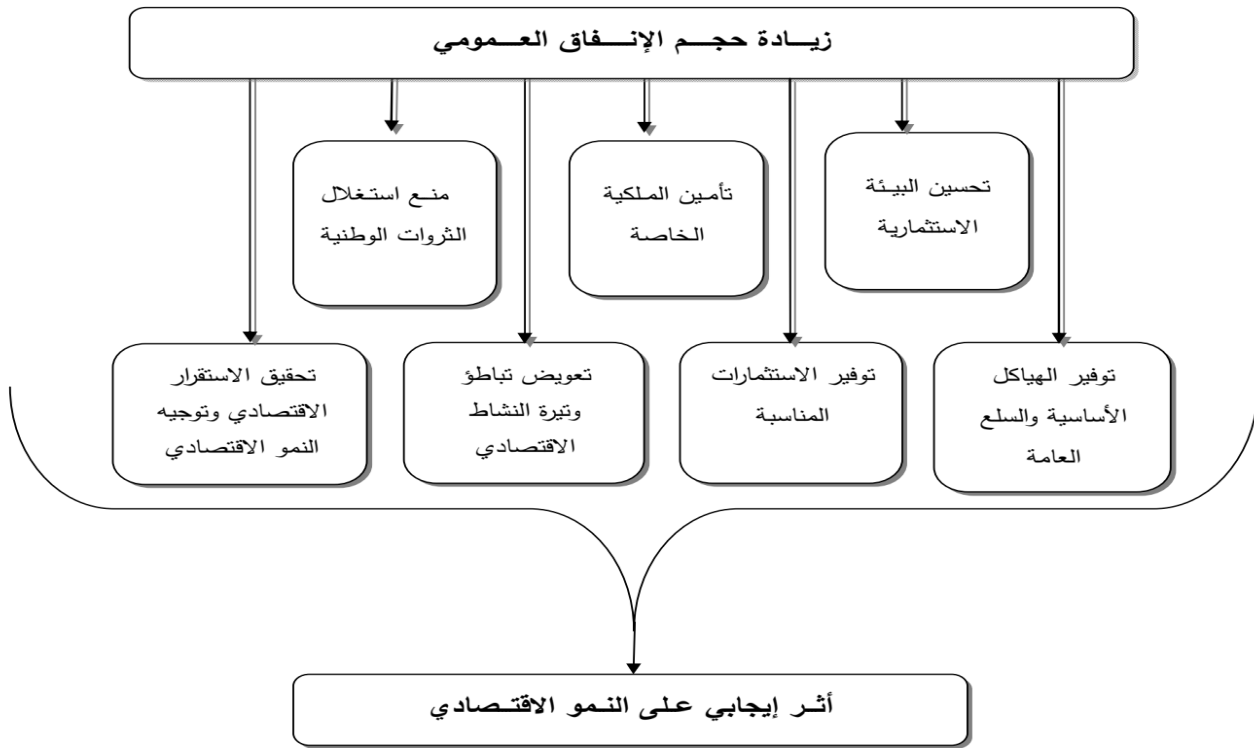 زيادة حجم الإنفاق العمومي
تحسين البيئة
الاستثمارية
تأمين الملكية
الخاصة
منع استغلال
الثروات الوطنية
توفير الهياكل
الأساسية والسلع
العامة
توفير الاستثمارات
المناسبة
تعويض تباطؤ
وتيرة النشاط
الاقتصادي
تحقيق الاستقرار
الاقتصادي وتوجيه
النمو الاقتصادي
أثر إيجابي على النمو الاقتصادي